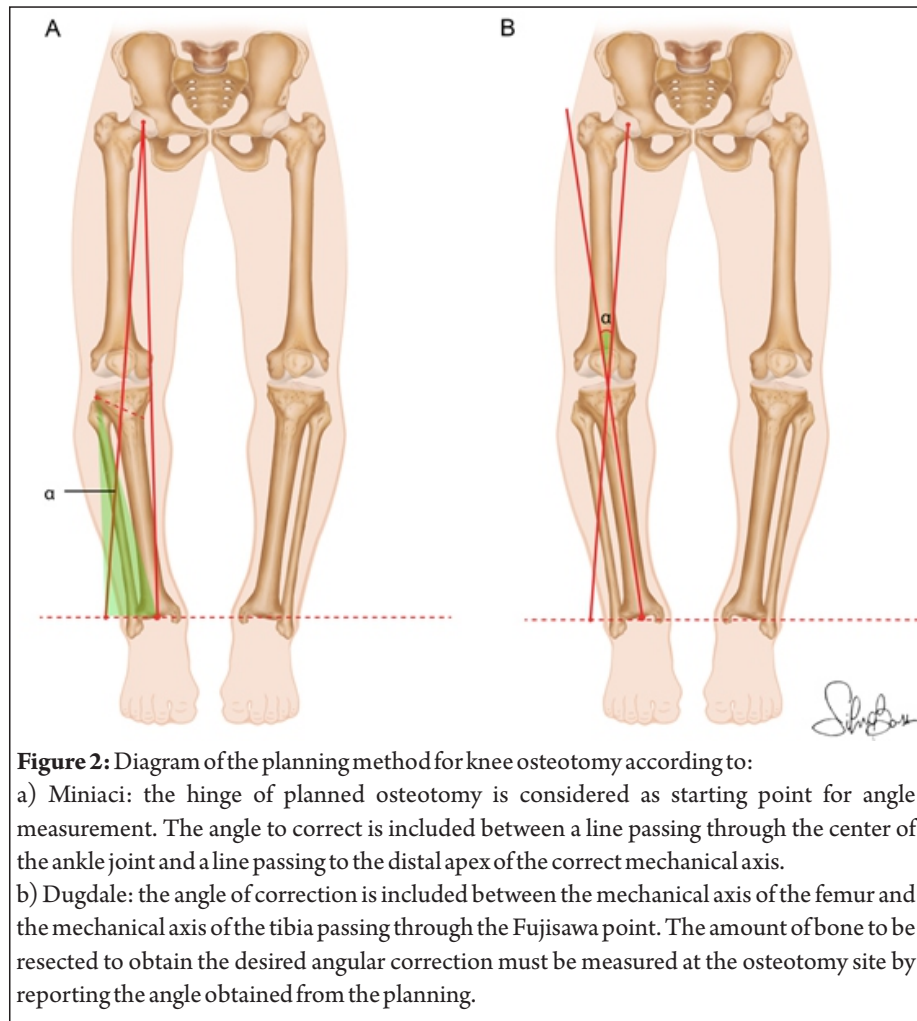 A
B
α
α
Figure 2: Diagram of the planning method for knee osteotomy according to:
a) Miniaci: the hinge of planned osteotomy is considered as starting point for angle
measurement. The angle to correct is included between a line passing through the center of
the ankle joint and a line passing to the distal apex of the correct mechanical axis.
b) Dugdale: the angle of correction is included between the mechanical axis of the femur and
the mechanical axis of the tibia passing through the Fujisawa point. The amount of bone to be
resected to obtain the desired angular correction must be measured at the osteotomy site by
reporting the angle obtained from the planning.